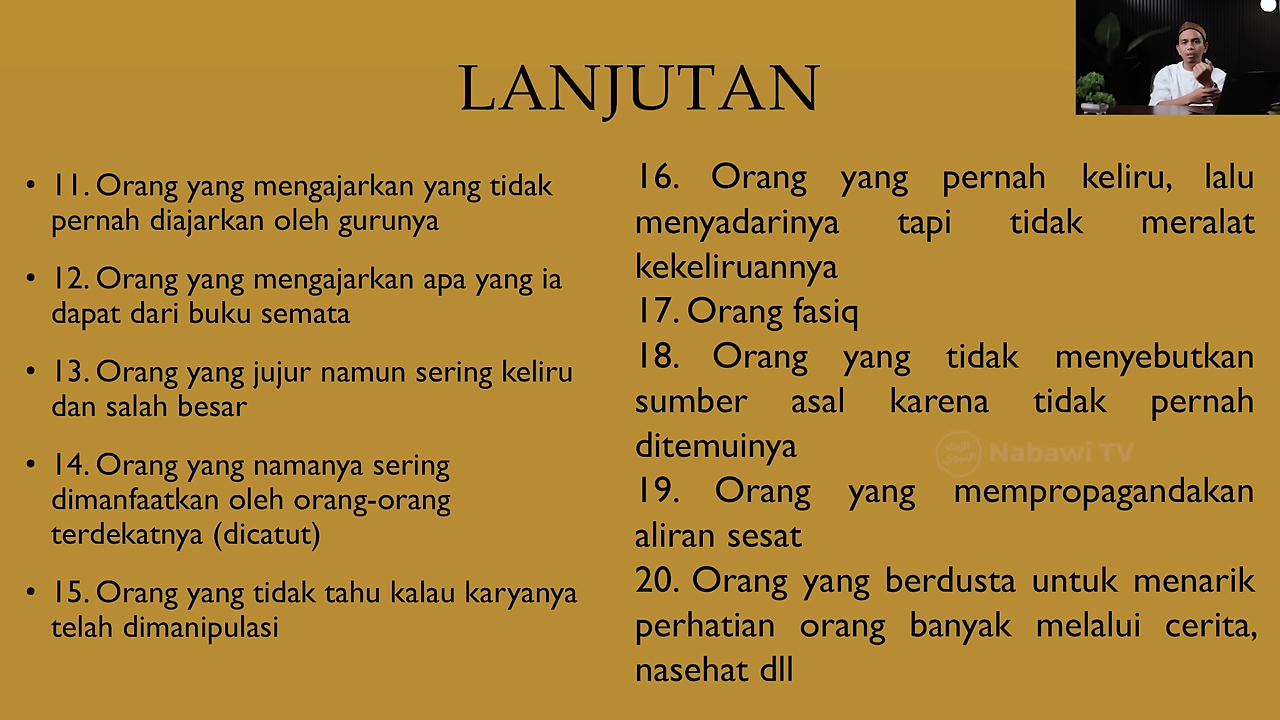 LANJUTAN
• 11. Orang yang mengajarkan yang tidak
pernah diajarkan oleh gurunya
• 12. Orang yang mengajarkan apa yang ia
dapat dari buku semata
• 13. Orang yang jujur namun sering keliru
dan salah besar
• 14. Orang yang namanya sering
dimanfaatkan oleh orang-orang
terdekatnya (dicatut)
• 15. Orang yang tidak tahu kalau karyanya
telah dimanipulasi
16. Orang yang pernah keliru, lalu
menyadarinya tapi tidak meralat
kekeliruannya
17. Orang fasiq
18. Orang yang tidak menyebutkan
sumber asal karena tidak pernah
ditemuinya
19. Orang yang mempropagandakan
aliran sesat
20. Orang yang berdusta untuk menarik
perhatian orang banyak melalui cerita,
nasehat dll
Nabawi TV